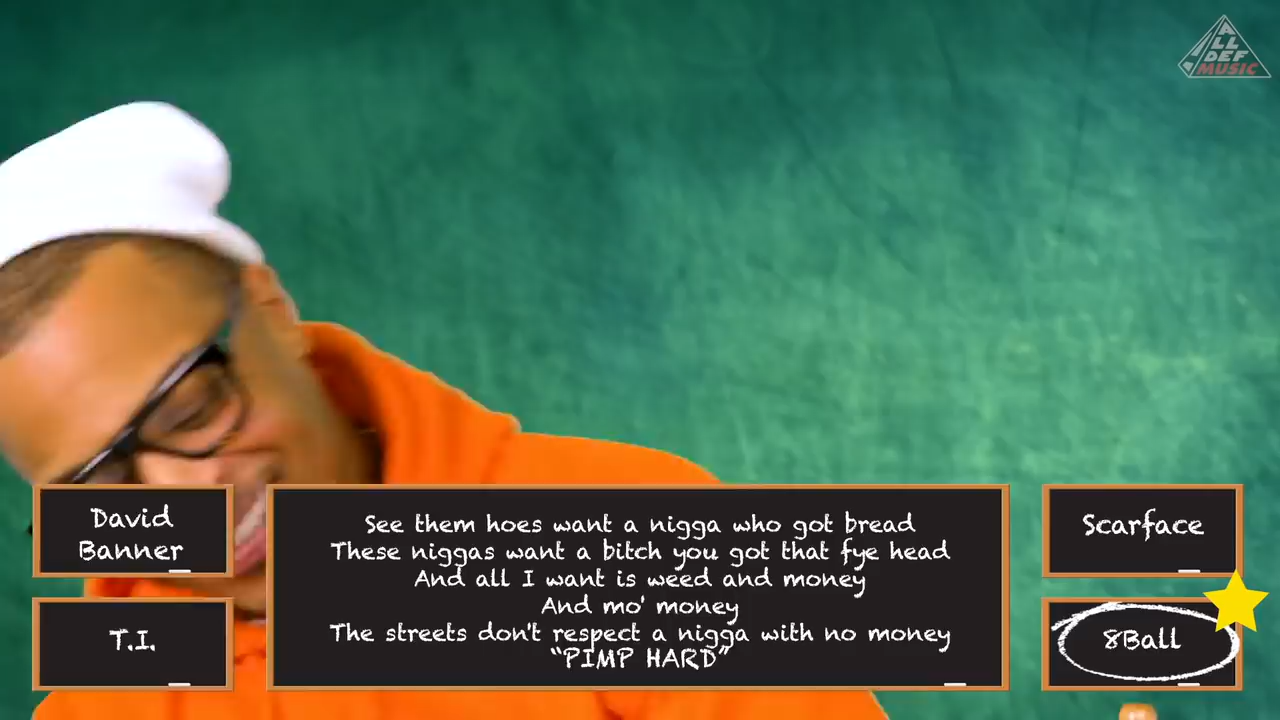 ALL
DEF
MUSIC
David
Banner
T.I.
See them hoes want a nigga who got bread
These niggas want a bitch you got that fye head
And all I want is weed and money
And mo' money
The streets don't respect a nigga with no money
“PIMP HARD”
Scarface
8Ball